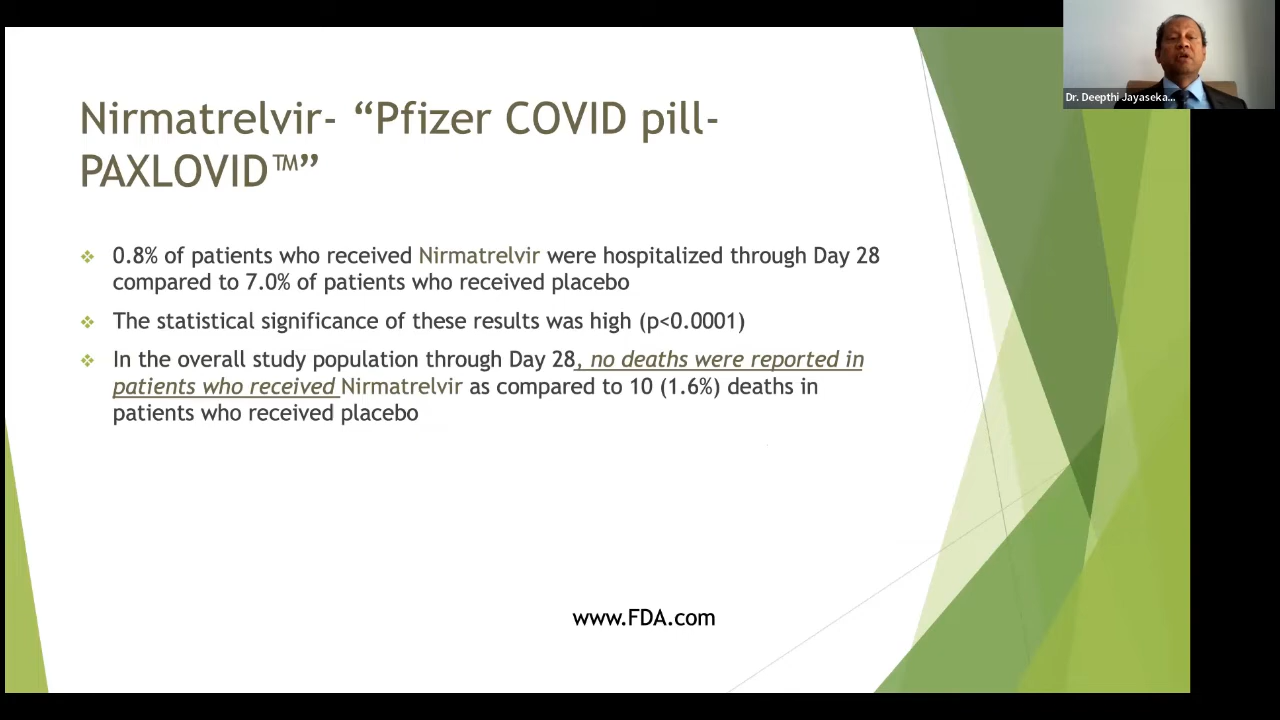 Dr. Deepthi Jayaseka...
Nirmatrelvir- “Pfizer COVID pill-
PAXLOVID™”
❖ 0.8% of patients who received Nirmatrelvir were hospitalized through Day 28
compared to 7.0% of patients who received placebo
❖ The statistical significance of these results was high (p<0.0001)
❖ In the overall study population through Day 28, no deaths were reported in
patients who received Nirmatrelvir as compared to 10 (1.6%) deaths in
patients who received placebo
www.FDA.com